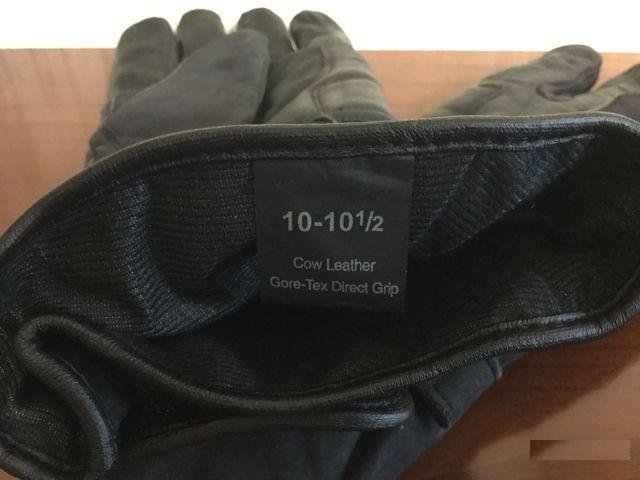 10-10½
Cow Leather
Gore-Tex Direct Grip